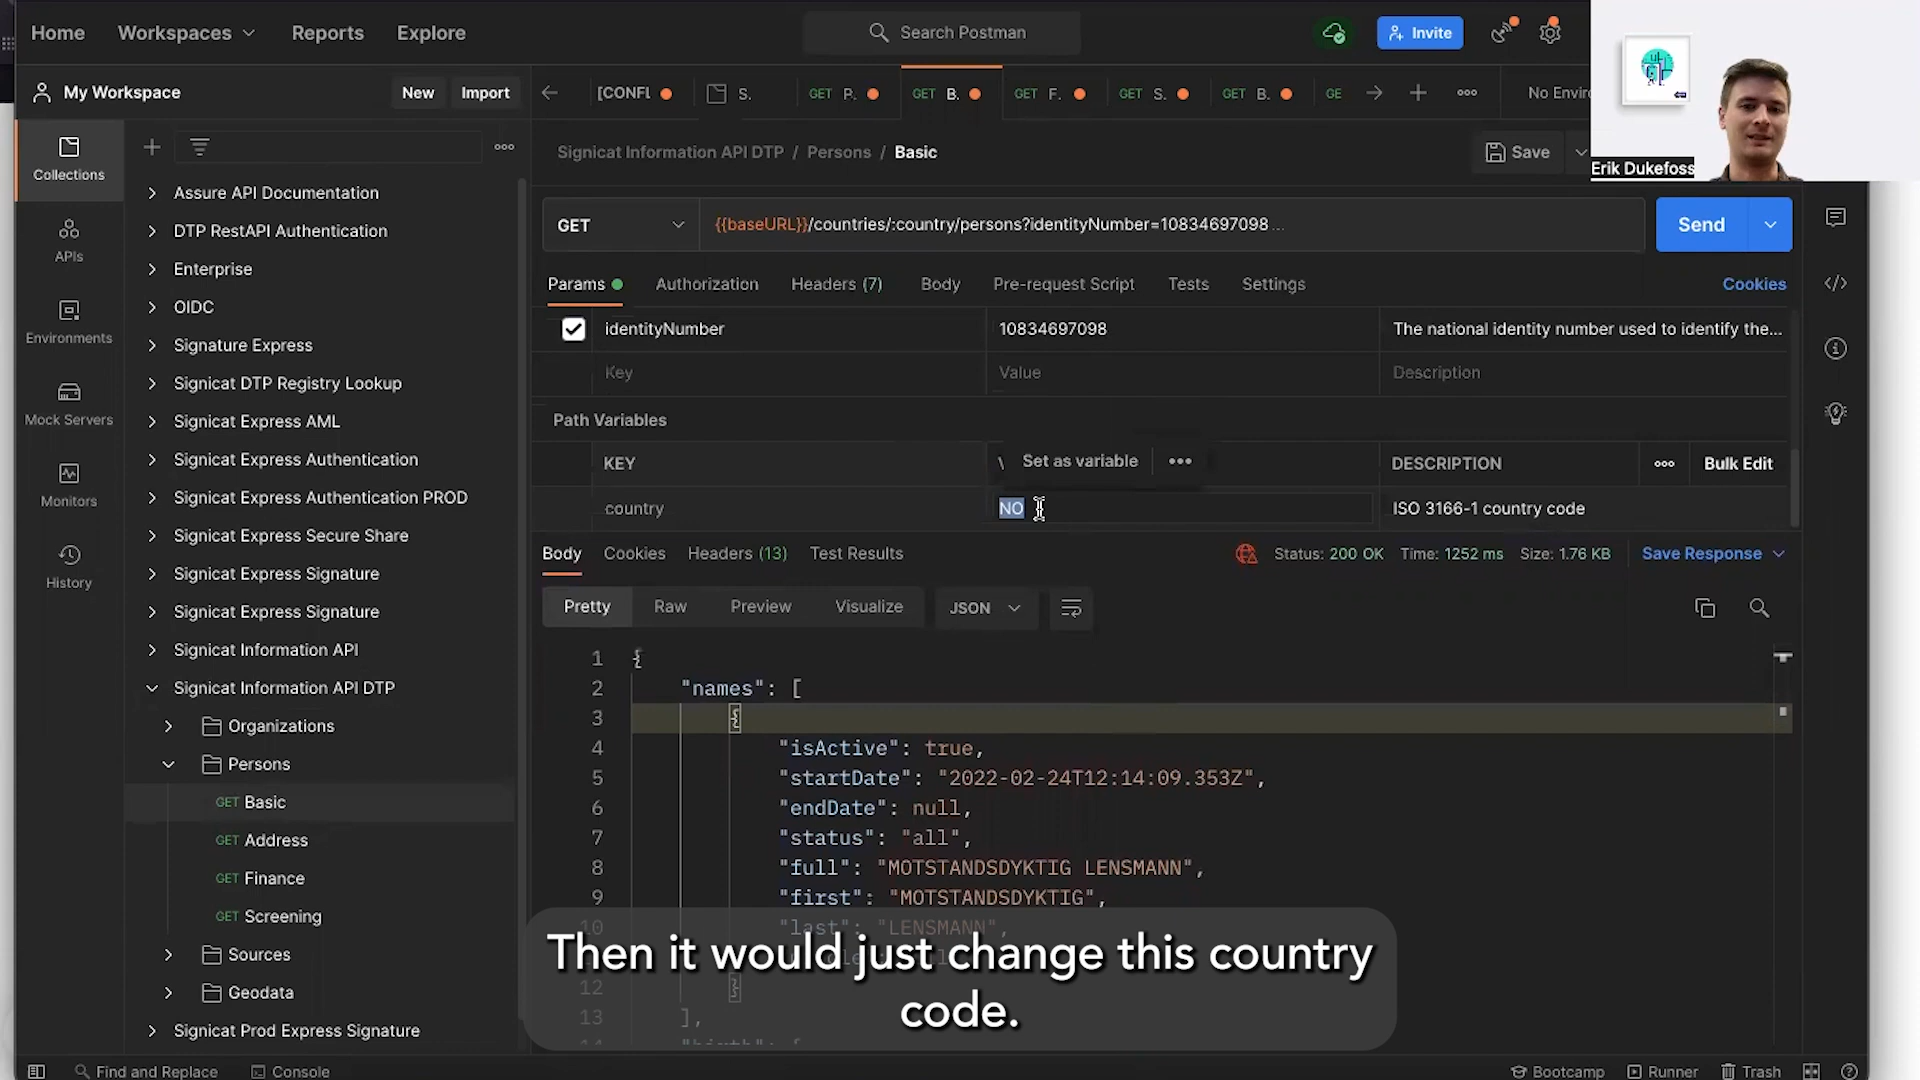 Home
Workspaces
Reports
Explore
Search Postman
Invite
My Workspace
New
Import
[CONFL
S.
GET P.
GET B.
GET F.
GET S.
GET B.
GE
No Enviro
Erik Dukefoss
Collections
APIs
Environments
Mock Servers
Monitors
History
Assure API Documentation
DTP RestAPI Authentication
Enterprise
OIDC
Signature Express
Signicat DTP Registry Lookup
Signicat Express AML
Signicat Express Authentication
Signicat Express Authentication PROD
Signicat Express Secure Share
Signicat Express Signature
Signicat Express Signature
Signicat Information API
Signicat Information API DTP
Organizations
Persons
GET Basic
GET Address
GET Finance
GET Screening
Sources
Geodata
Signicat Prod Express Signature
Signicat Information API DTP / Persons / Basic
Save
GET
{{baseURL}}/countries/:country/persons?identityNumber=10834697098 ...
Send
Params
Authorization
Headers (7)
Body
Pre-request Script
Tests
Settings
Cookies
identityNumber
10834697098
The national identity number used to identify the...
Key
Value
Description
Path Variables
KEY
Set as variable
DESCRIPTION
Bulk Edit
country
NO
ISO 3166-1 country code
Body
Cookies
Headers (13)
Test Results
Status: 200 OK
Time: 1252 ms
Size: 1.76 KB
Save Response
Pretty
Raw
Preview
Visualize
JSON
1 {
2 "names": [
3 {
4 "isActive": true,
5 "startDate": "2022-02-24T12:14:09.353Z",
6 "endDate": null,
7 "status": "all",
8 "full": "MOTSTANDSDYKTIG LENSMANN",
9 "first": "MOTSTANDSDYKTIG",
10 "last": "LENSMANN",
12 }
13 ],
14 "birth": {
Then it would just change this country
code.
Find and Replace
Console
Bootcamp
Runner
Trash